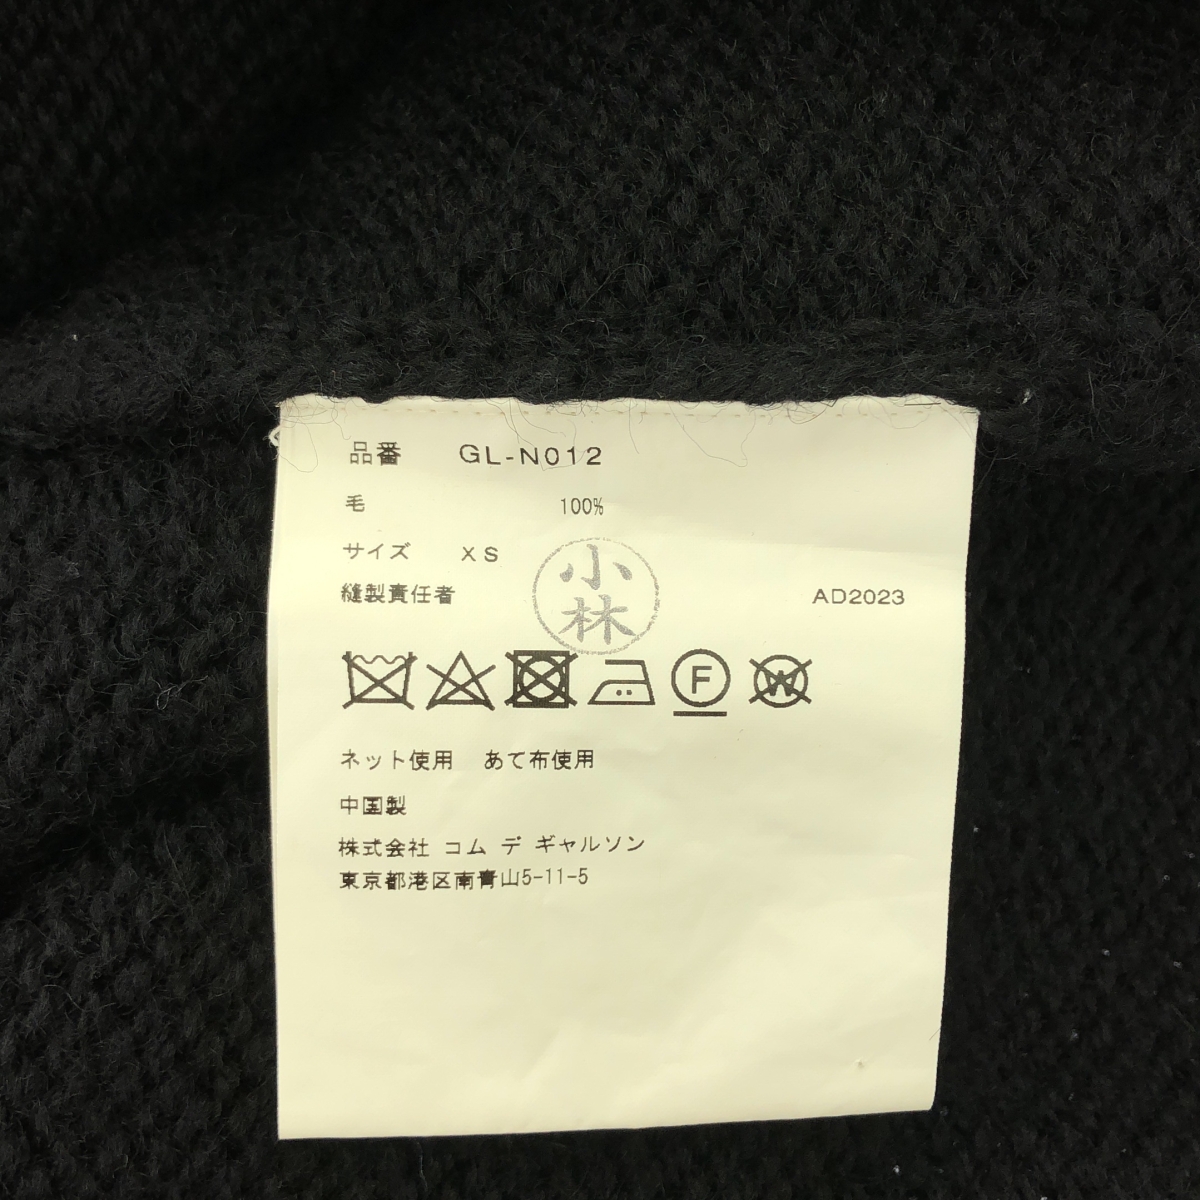 品番 GL-N012
毛 100%
サイズ XS
縫製責任者 小林 AD2023
F W
ネット使用 あて布使用
中国製
株式会社 コム デ ギャルソン
東京都港区南青山5-11-5